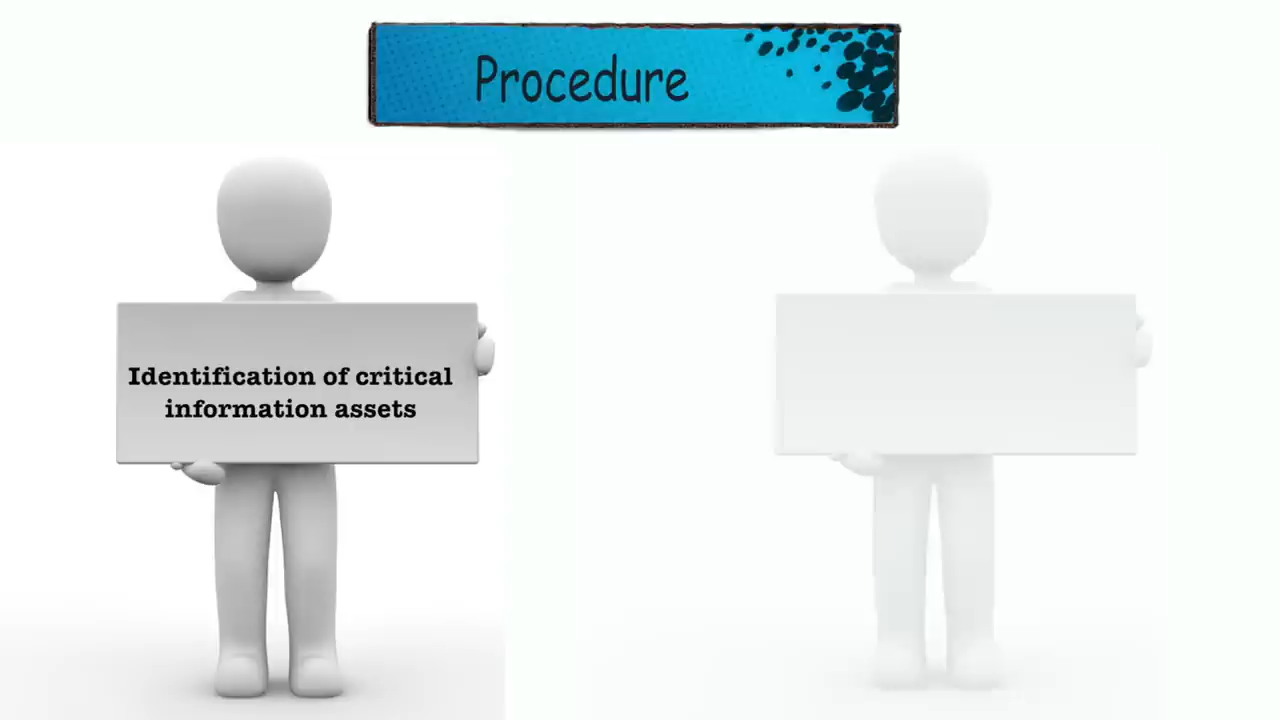 Procedure
Identification of critical
information assets